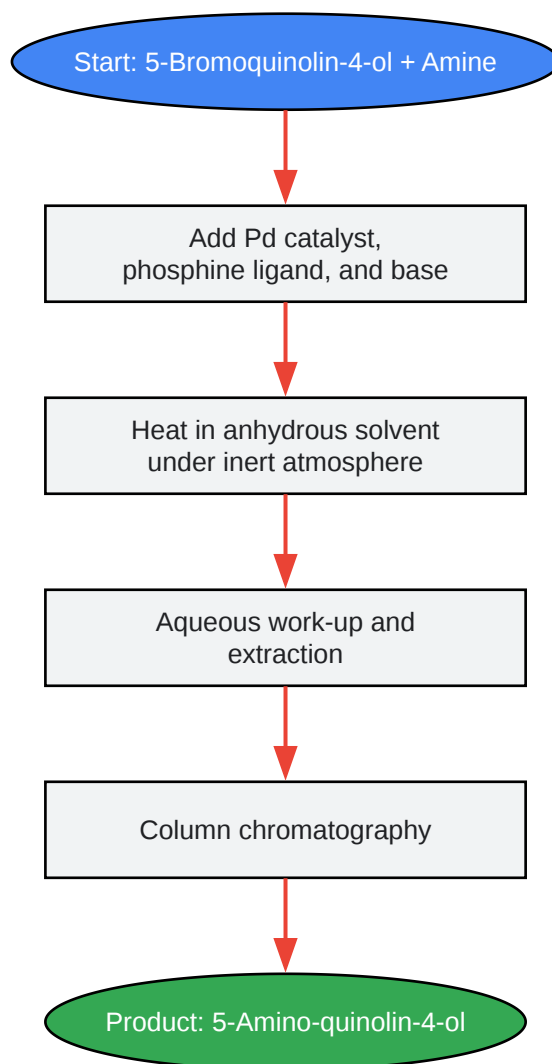 Start: 5-Bromoquinolin-4-ol + Amine
Add Pd catalyst,
phosphine ligand, and base
Heat in anhydrous solvent
under inert atmosphere
Aqueous work-up and
extraction
Column chromatography
Product: 5-Amino-quinolin-4-ol